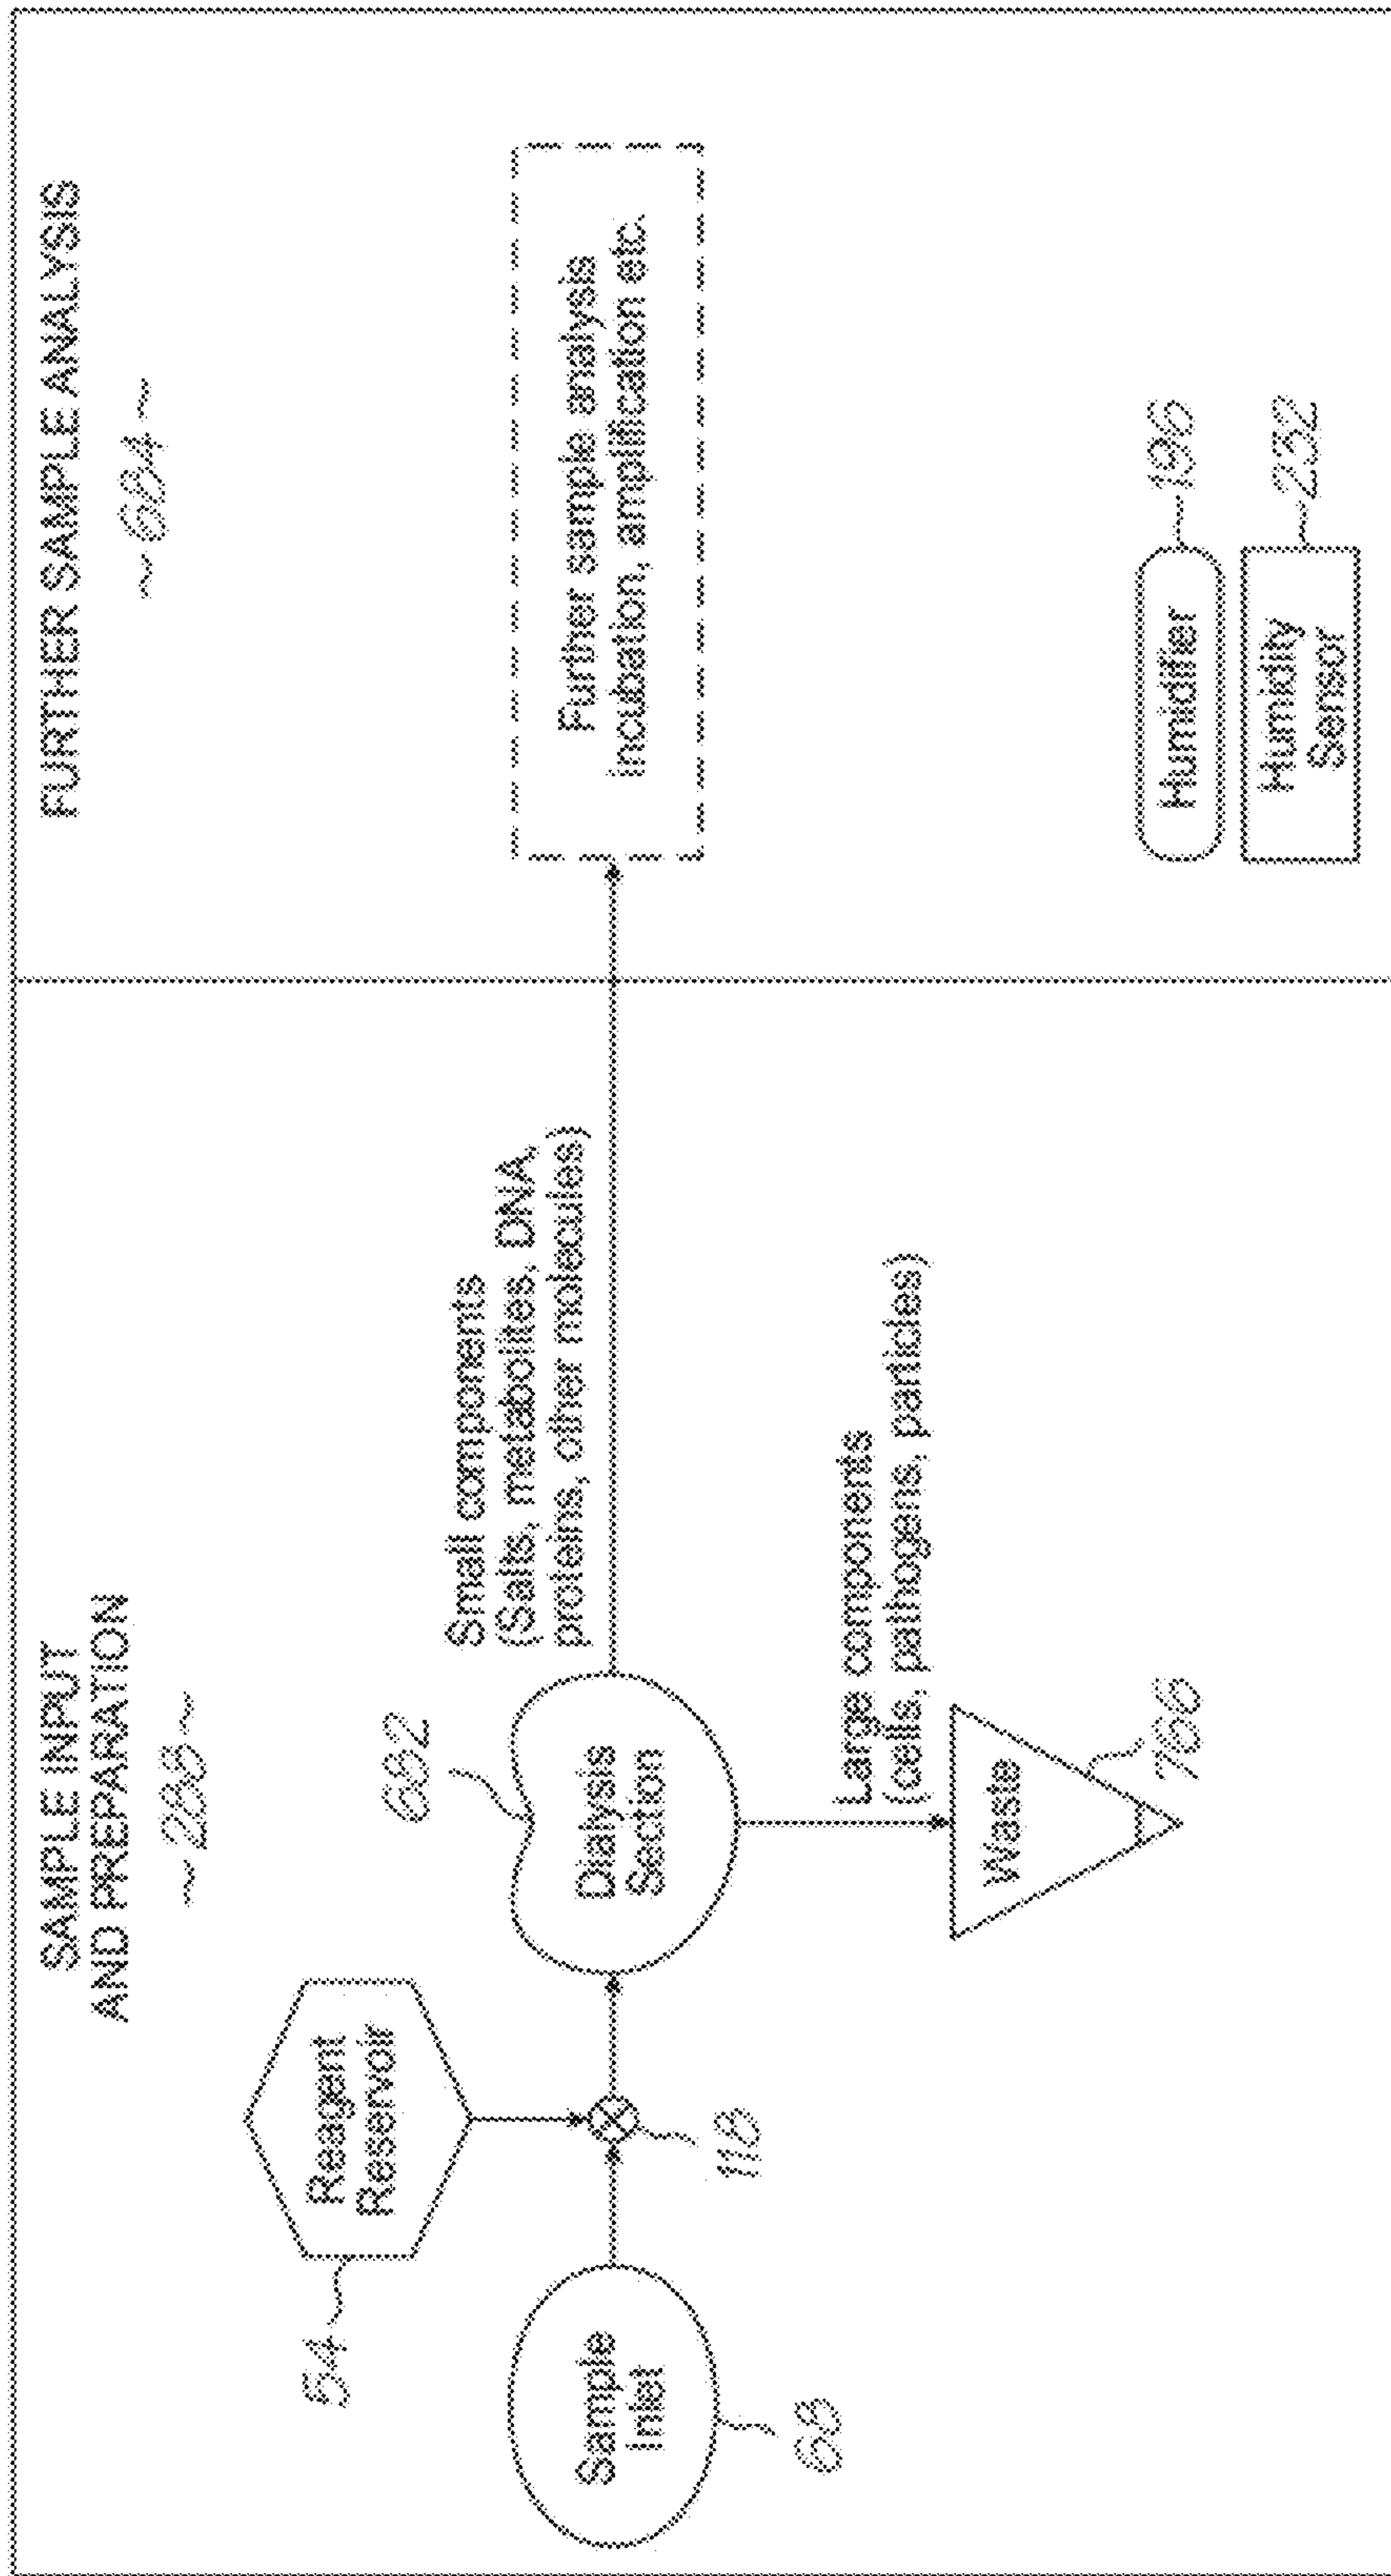 SAMPLE INPUT
AND PREPARATION
288
FURTHER SAMPLE ANALYSIS
684
54
Reagent
Reservoir
Sample
Inlet
68
118
682
Dialysis
Section
Small components
(Salts, metabolites, DNA,
proteins, other molecules)
Large components
(cells, pathogens, particles)
Waste
766
Further sample analysis
incubation, amplification etc.
Humidifier
196
Humidity
Sensor
232